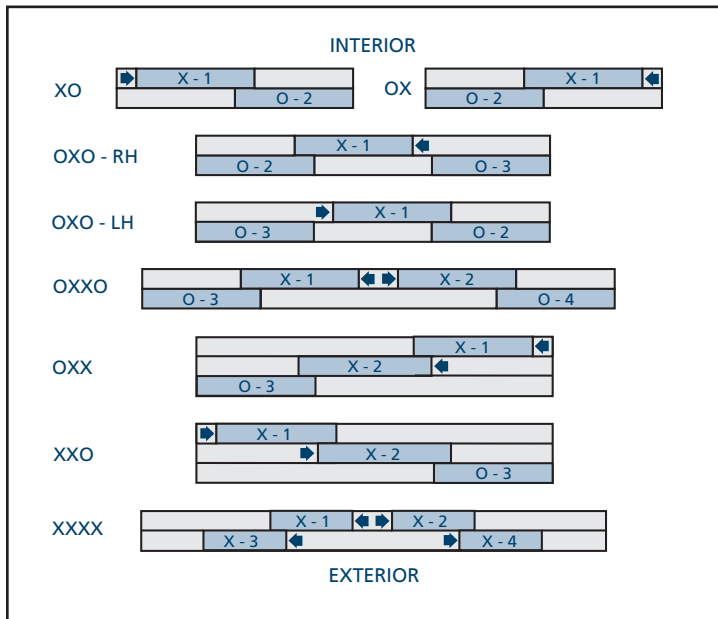 INTERIOR
XO
X - 1
O - 2
OX
X - 1
O - 2
OXO - RH
X - 1
O - 2
O - 3
OXO - LH
X - 1
O - 3
O - 2
OXXO
X - 1
X - 2
O - 3
O - 4
OXX
X - 1
X - 2
O - 3
XXO
X - 1
X - 2
O - 3
XXXX
X - 1
X - 2
X - 3
X - 4
EXTERIOR